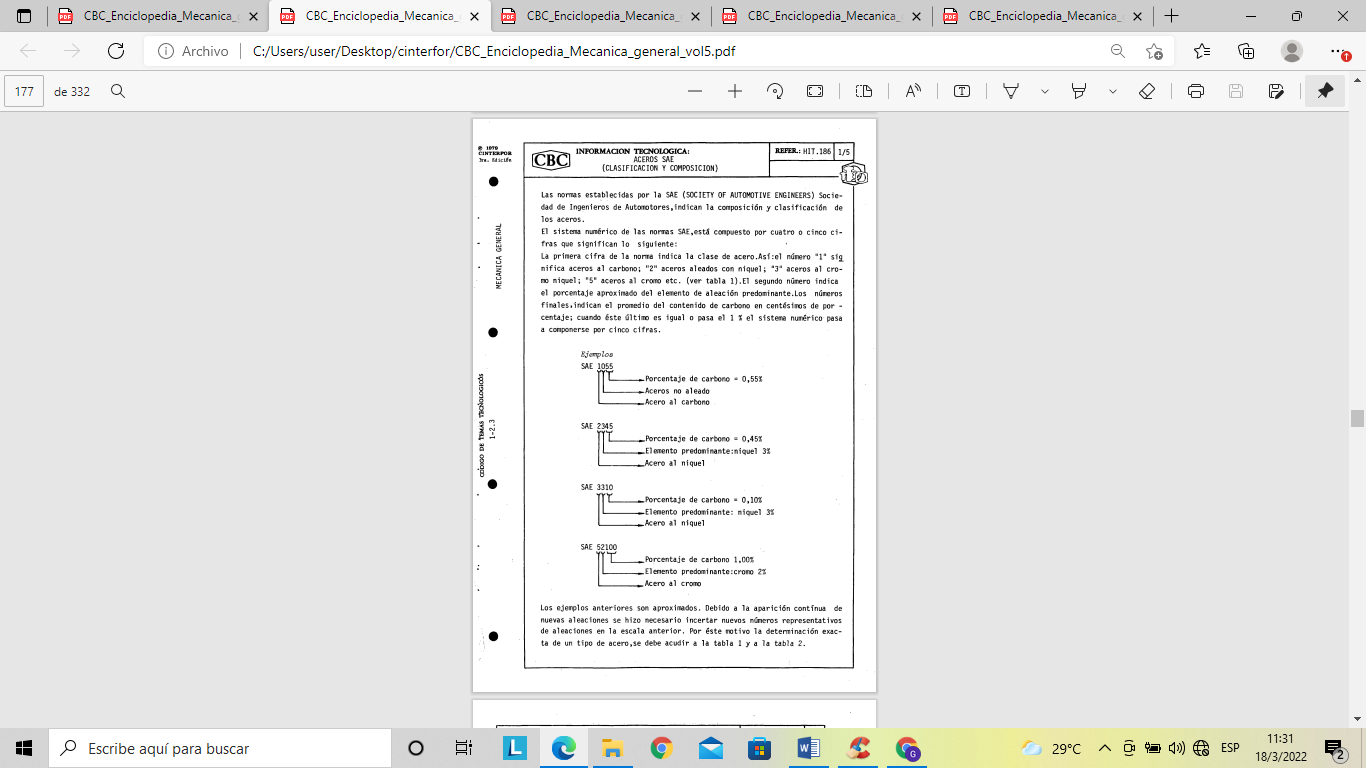 CBC_Enciclopedia_Mecanica_
CBC_Enciclopedia_Mecanica_
CBC_Enciclopedia_Mecanica_
CBC_Enciclopedia_Mecanica_
CBC_Enciclopedia_Mecanica_
Archivo
C:/Users/user/Desktop/cinterfor/CBC_Enciclopedia_Mecanica_general_vol5.pdf
177 de 332
© 1979
CINTERFOR
3ra. Edición
CBC
INFORMACION TECNOLOGICA:
ACEROS SAE
(CLASIFICACION Y COMPOSICION)
REFER.: HIT.186 1/5
MECANICA GENERAL
CODIGO DE TEMAS TECNOLOGICOS
1-2.3
Las normas establecidas por la SAE (SOCIETY OF AUTOMOTIVE ENGINEERS) Socie-
dad de Ingenieros de Automotores,indican la composición y clasificación de
los aceros.
El sistema numérico de las normas SAE,está compuesto por cuatro o cinco ci-
fras que significan lo siguiente:
La primera cifra de la norma indica la clase de acero.Así:el número "1" sig
nifica aceros al carbono; "2" aceros aleados con niquel; "3" aceros al cro-
mo niquel; "5" aceros al cromo etc. (ver tabla 1).El segundo número indica
el porcentaje aproximado del elemento de aleación predominante.Los números
finales,indican el promedio del contenido de carbono en centésimos de por -
centaje; cuando éste último es igual o pasa el 1 % el sistema numérico pasa
a componerse por cinco cifras.
Ejemplos
SAE 1055
Porcentaje de carbono = 0,55%
Aceros no aleado
Acero al carbono
SAE 2345
Porcentaje de carbono = 0,45%
Elemento predominante:niquel 3%
Acero al niquel
SAE 3310
Porcentaje de carbono = 0,10%
Elemento predominante: niquel 3%
Acero al niquel
SAE 52100
Porcentaje de carbono 1,00%
Elemento predominante:cromo 2%
Acero al cromo
Los ejemplos anteriores son aproximados. Debido a la aparición contínua de
nuevas aleaciones se hizo necesario incertar nuevos números representativos
de aleaciones en la escala anterior. Por éste motivo la determinación exac-
ta de un tipo de acero,se debe acudir a la tabla 1 y a la tabla 2.
Escribe aquí para buscar
29°C
ESP
11:31
18/3/2022
2